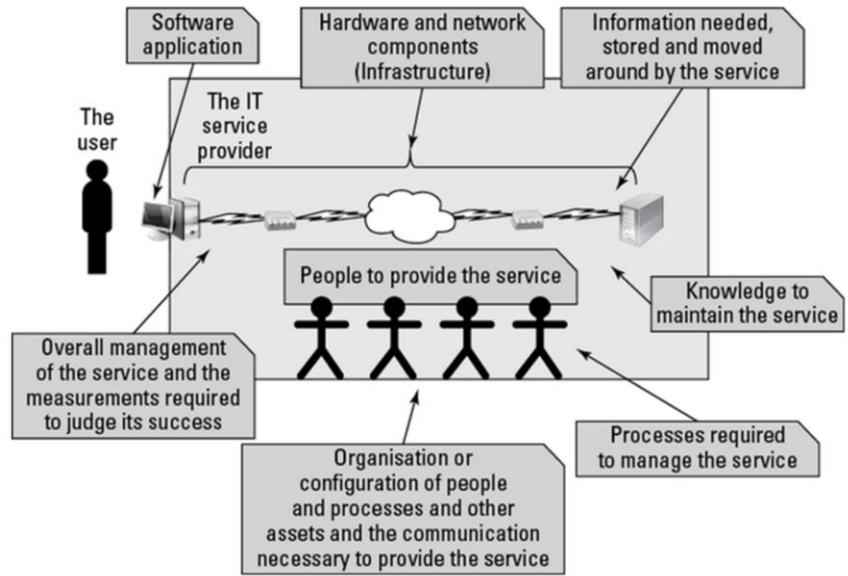 Software
application
Hardware and network
components
(Infrastructure)
Information needed,
stored and moved
around by the service
The
user
The IT
service
provider
People to provide the service
Knowledge to
maintain the service
Overall management
of the service and the
measurements required
to judge its success
Processes required
to manage the service
Organisation or
configuration of people
and processes and other
assets and the communication
necessary to provide the service